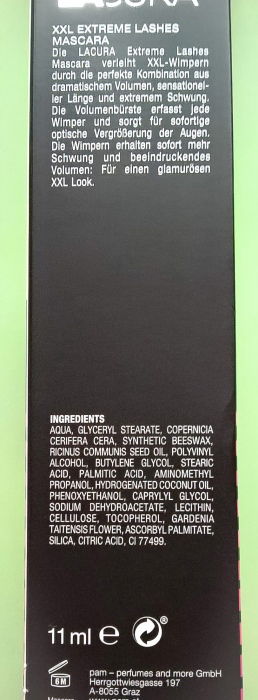 LACURA
XXL EXTREME LASHES
MASCARA
Die LACURA Extreme Lashes
Mascara verleiht XXL-Wimpern
durch die perfekte Kombination aus
dramatischem Volumen, sensationel-
ler Länge und extremem Schwung.
Die Volumenbürste erfasst jede
Wimper und sorgt für sofortige
optische Vergrößerung der Augen.
Die Wimpern erhalten sofort mehr
Schwung und beeindruckendes
Volumen: Für einen glamurösen
XXL Look.
INGREDIENTS
AQUA, GLYCERYL STEARATE, COPERNICIA
CERIFERA CERA, SYNTHETIC BEESWAX,
RICINUS COMMUNIS SEED OIL, POLYVINYL
ALCOHOL, BUTYLENE GLYCOL, STEARIC
ACID, PALMITIC ACID, AMINOMETHYL
PROPANOL, HYDROGENATED COCONUT OIL,
PHENOXYETHANOL, CAPRYLYL GLYCOL,
SODIUM DEHYDROACETATE, LECITHIN,
CELLULOSE, TOCOPHEROL, GARDENIA
TAITENSIS FLOWER, ASCORBYL PALMITATE,
SILICA, CITRIC ACID, CI 77499.
11 ml e ®
6M
pam – perfumes and more GmbH
Herrgottwiesgasse 197
A-8055 Graz